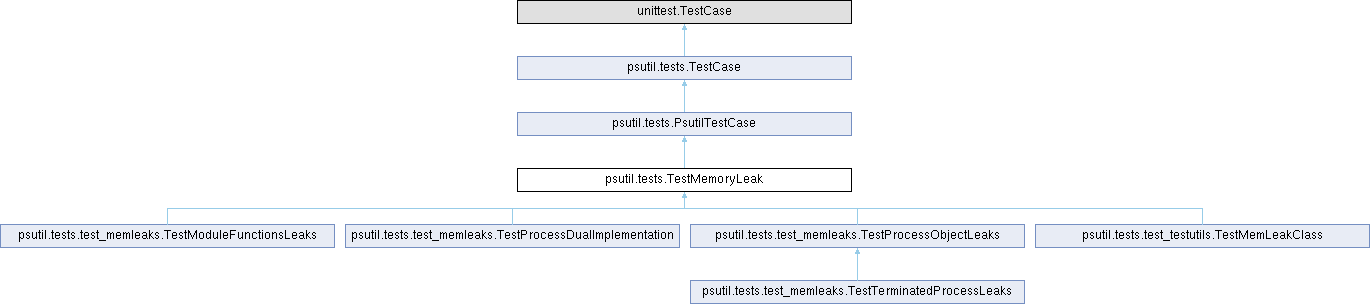 unittest.TestCase
psutil.tests.TestCase
psutil.tests.PsutilTestCase
psutil.tests.TestMemoryLeak
psutil.tests.test_memleaks.TestModuleFunctionsLeaks
psutil.tests.test_memleaks.TestProcessDualImplementation
psutil.tests.test_memleaks.TestProcessObjectLeaks
psutil.tests.test_testutils.TestMemLeakClass
psutil.tests.test_memleaks.TestTerminatedProcessLeaks